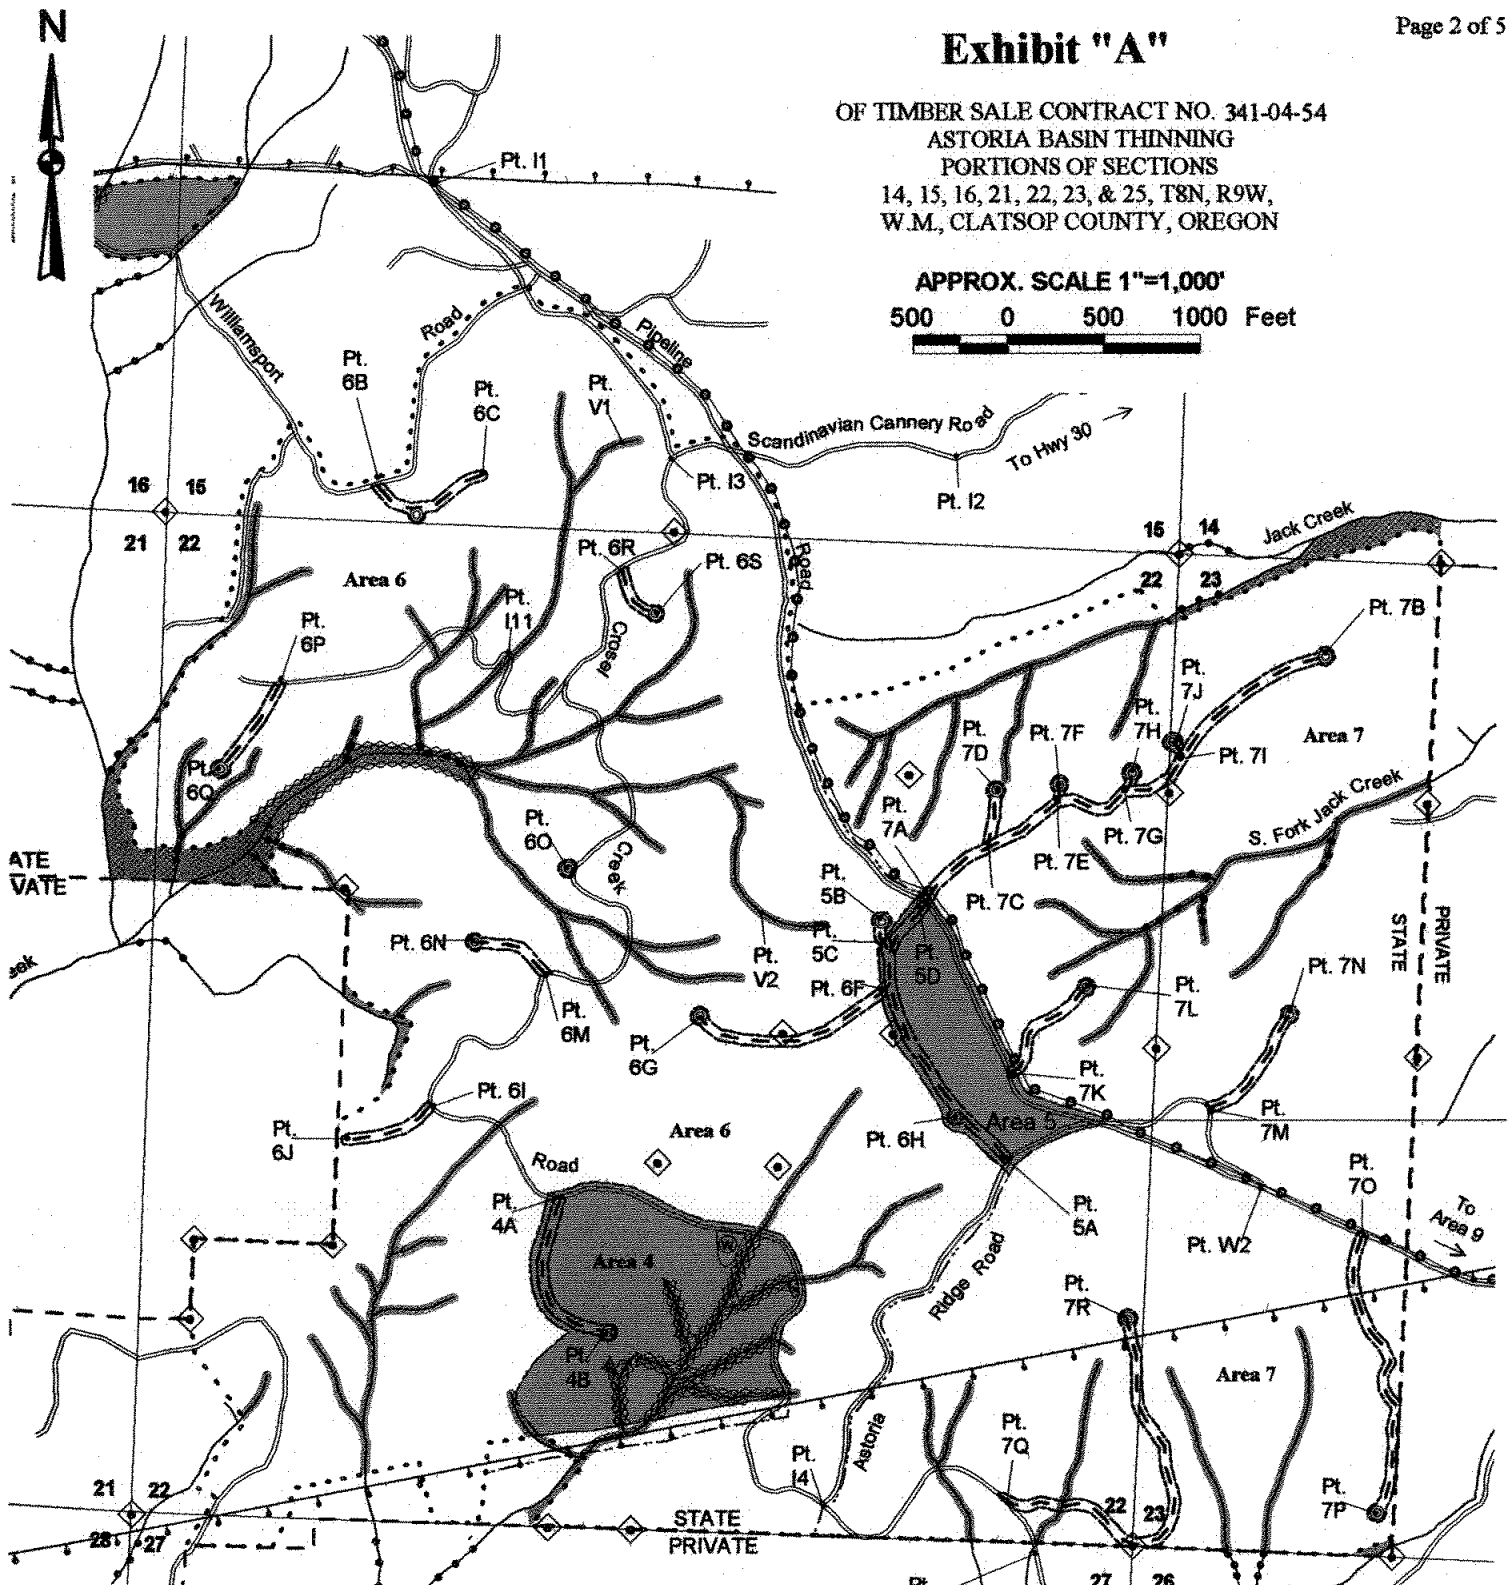 Page 2 of 5
N
Exhibit "A"
OF TIMBER SALE CONTRACT NO. 341-04-54
ASTORIA BASIN THINNING
PORTIONS OF SECTIONS
14, 15, 16, 21, 22, 23, & 25, T8N, R9W,
W.M., CLATSOP COUNTY, OREGON
APPROX. SCALE 1"=1,000'
500 0 500 1000 Feet
Pt. I1
Williamsport
Road
Pipeline
Pt.
6B
Pt.
6C
Pt.
V1
Scandinavian Cannery Road
To Hwy 30
Pt. I3
Pt. I2
16 15
21 22
15 14
22 23
Jack Creek
Pt. 6R
Pt. 6S
Road
Area 6
Pt.
I11
Pt.
6P
Crosel
Pt. 7B
Pt.
7J
Pt.
7H
Pt. 7F
Pt.
7D
Pt. 7I
Area 7
Pt.
6Q
Pt.
6O
Creek
Pt.
7A
Pt. 7G
Pt. 7E
S. Fork Jack Creek
ATE
VATE
Pt.
5B
Pt. 7C
Pt.
5C
Pt.
5D
PRIVATE
STATE
Pt. 6N
Pt.
V2
Pt. 6F
Pt. 7N
eek
Pt.
7L
Pt.
6M
Pt.
6G
Pt. 6I
Pt.
7K
Pt.
6J
Area 6
Pt. 6H
Area 5
Pt.
7M
Road
Pt.
4A
Pt.
5A
Pt.
7O
To
Area 9
Pt. W2
Area 4
W
Ridge Road
Pt.
7R
Pt.
4B
Area 7
Astoria
Pt.
7Q
Pt.
I4
Pt.
7P
21 22
28 27
STATE
PRIVATE
22 23
27 26
Pt.